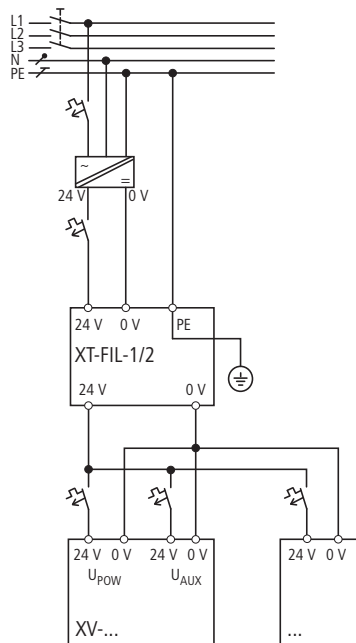 L1
L2
L3
N
PE
~
=
24 V 0 V
24 V 0 V PE
XT-FIL-1/2
24 V 0 V
24 V 0 V 24 V 0 V 24 V 0 V
UPOW UAUX
XV-... ...